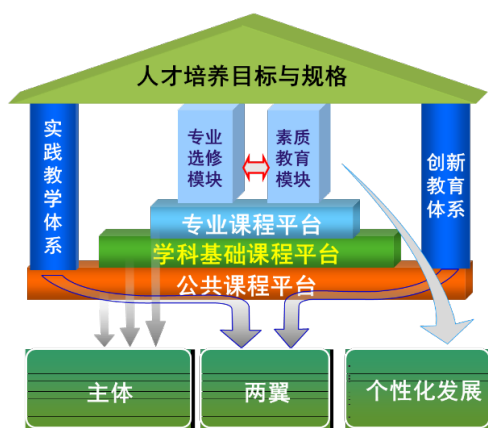 人才培养目标与规格
实践教学体系
专业
选修
模块
素质
教育
模块
创新
教育
体系
专业课程平台
学科基础课程平台
公共课程平台
主体
两翼
个性化发展